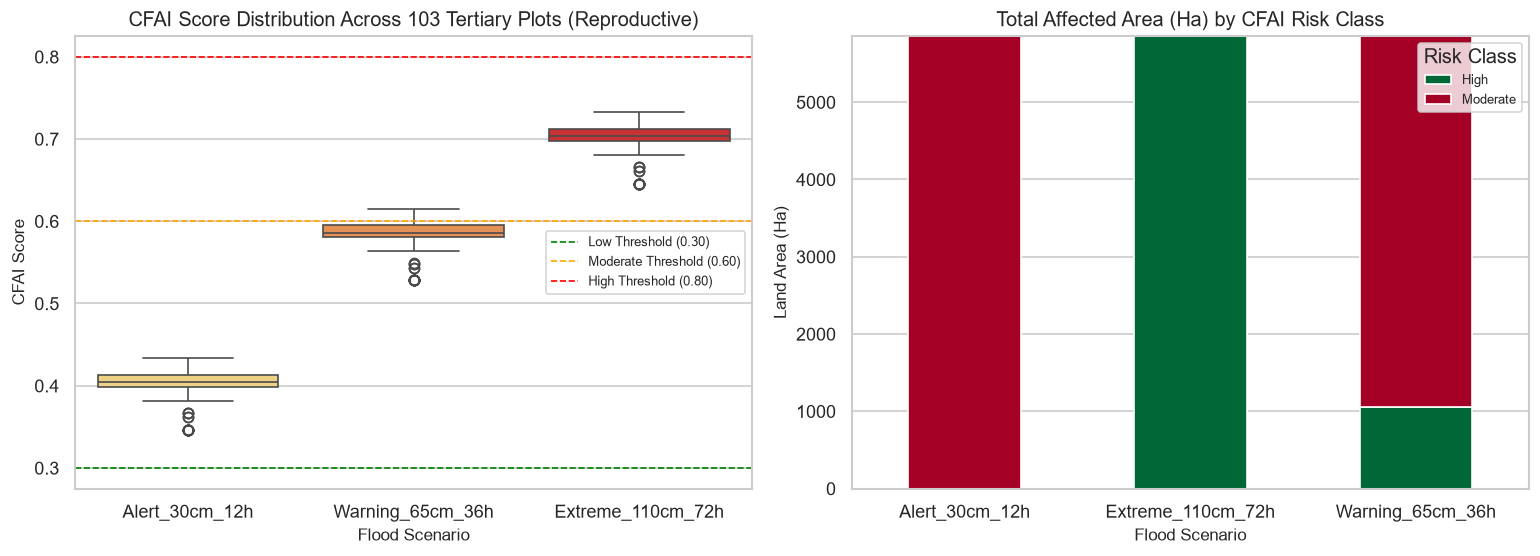 CFAI Score Distribution Across 103 Tertiary Plots (Reproductive)
CFAI Score
0.8
0.7
0.6
0.5
0.4
0.3
Low Threshold (0.30)
Moderate Threshold (0.60)
High Threshold (0.80)
Alert_30cm_12h
Warning_65cm_36h
Extreme_110cm_72h
Flood Scenario
Total Affected Area (Ha) by CFAI Risk Class
Land Area (Ha)
5000
4000
3000
2000
1000
0
Risk Class
High
Moderate
Alert_30cm_12h
Extreme_110cm_72h
Warning_65cm_36h
Flood Scenario